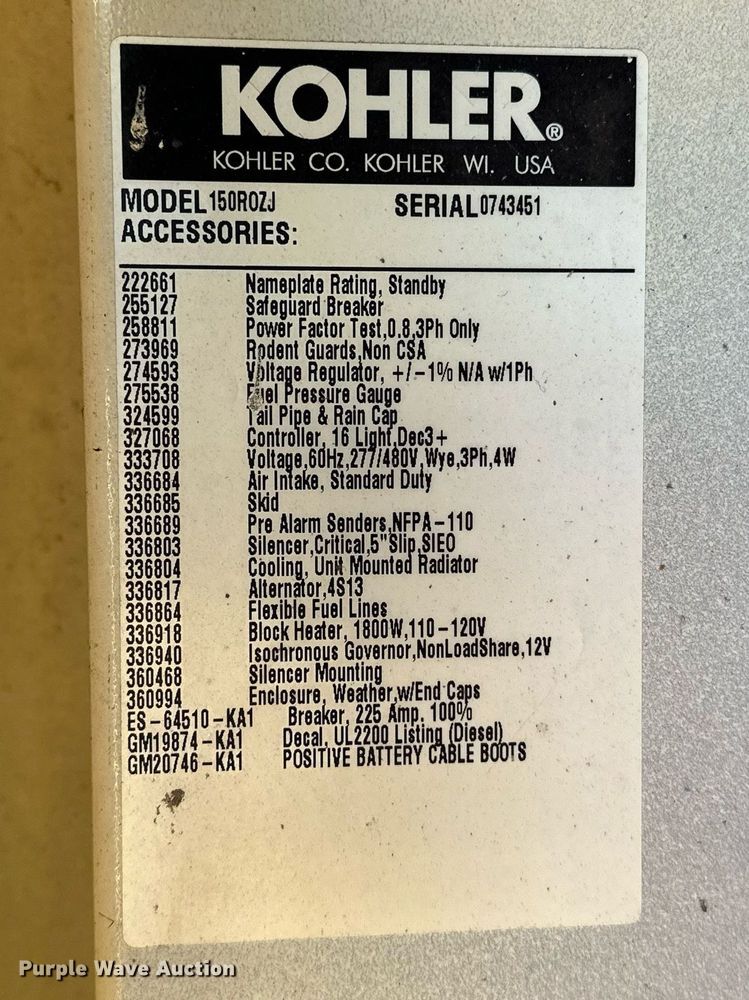 KOHLER®
KOHLER CO. KOHLER WI. USA
MODEL 150ROZJ SERIAL 0743451
ACCESSORIES:
222661 Nameplate Rating, Standby
255127 Safeguard Breaker
258811 Power Factor Test,0.8,3Ph Only
273969 Rodent Guards,Non CSA
274593 Voltage Regulator, +/-1% N/A w/1Ph
275538 Fuel Pressure Gauge
324599 Tail Pipe & Rain Cap
327068 Controller, 16 Light,Dec3+
333708 Voltage,60Hz,277/480V,Wye,3Ph,4W
336684 Air Intake, Standard Duty
336685 Skid
336689 Pre Alarm Senders,NFPA-110
336803 Silencer,Critical,5"Slip,SIEO
336804 Cooling, Unit Mounted Radiator
336817 Alternator,4S13
336864 Flexible Fuel Lines
336918 Block Heater, 1800W,110-120V
336940 Isochronous Governor,NonLoadShare,12V
360468 Silencer Mounting
360994 Enclosure, Weather,w/End Caps
ES-64510-KA1 Breaker, 225 Amp, 100%
GM19874-KA1 Decal, UL2200 Listing (Diesel)
GM20746-KA1 POSITIVE BATTERY CABLE BOOTS
Purple Wave Auction